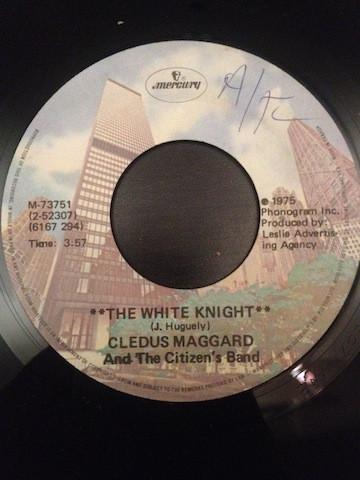 mercury
A/
M-73751
(2-52307)
(6167 294)
Time: 3:57
℗ 1975
Phonogram Inc.
Produced by:
Leslie Advertis
ing Agency
**THE WHITE KNIGHT**
(J. Huguely)
CLEDUS MAGGARD
And The Citizen's Band